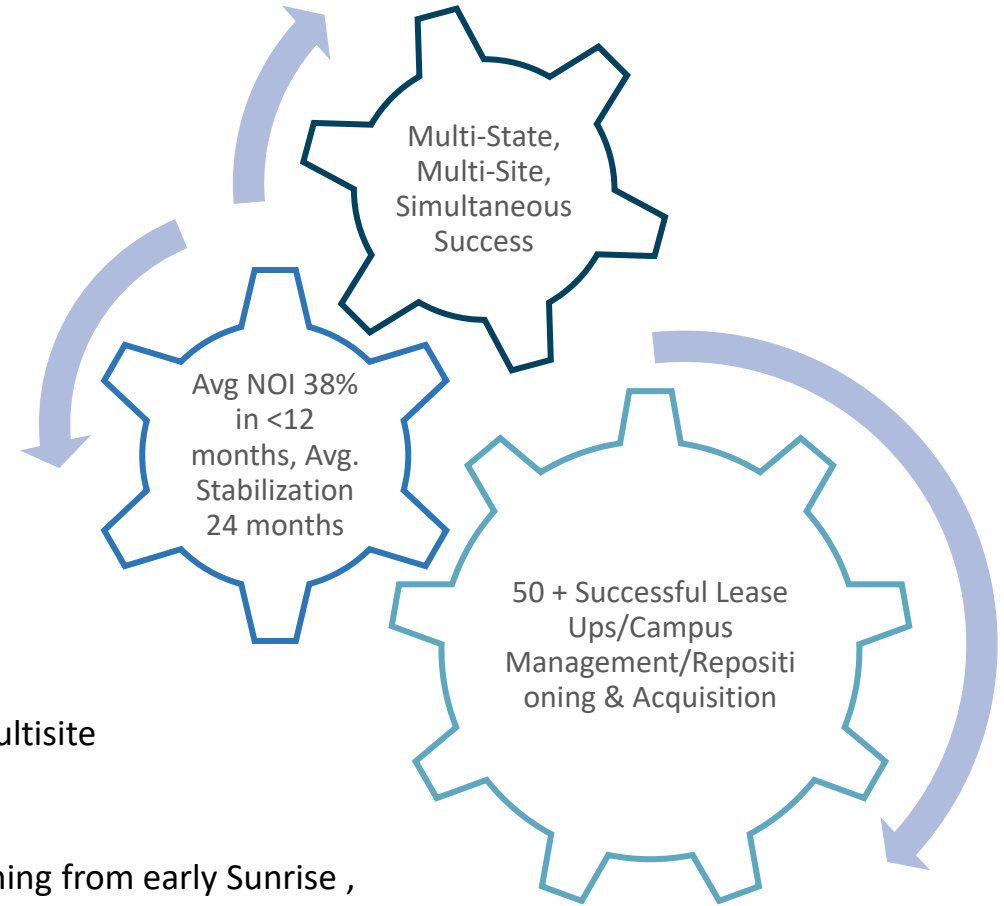 Multi-State,
Multi-Site,
Simultaneous
Success
Avg NOI 38%
in <12
months, Avg.
Stabilization
24 months
50 + Successful Lease
Ups/Campus
Management/Repositi
oning & Acquisition
ultisite
ning from early Sunrise ,